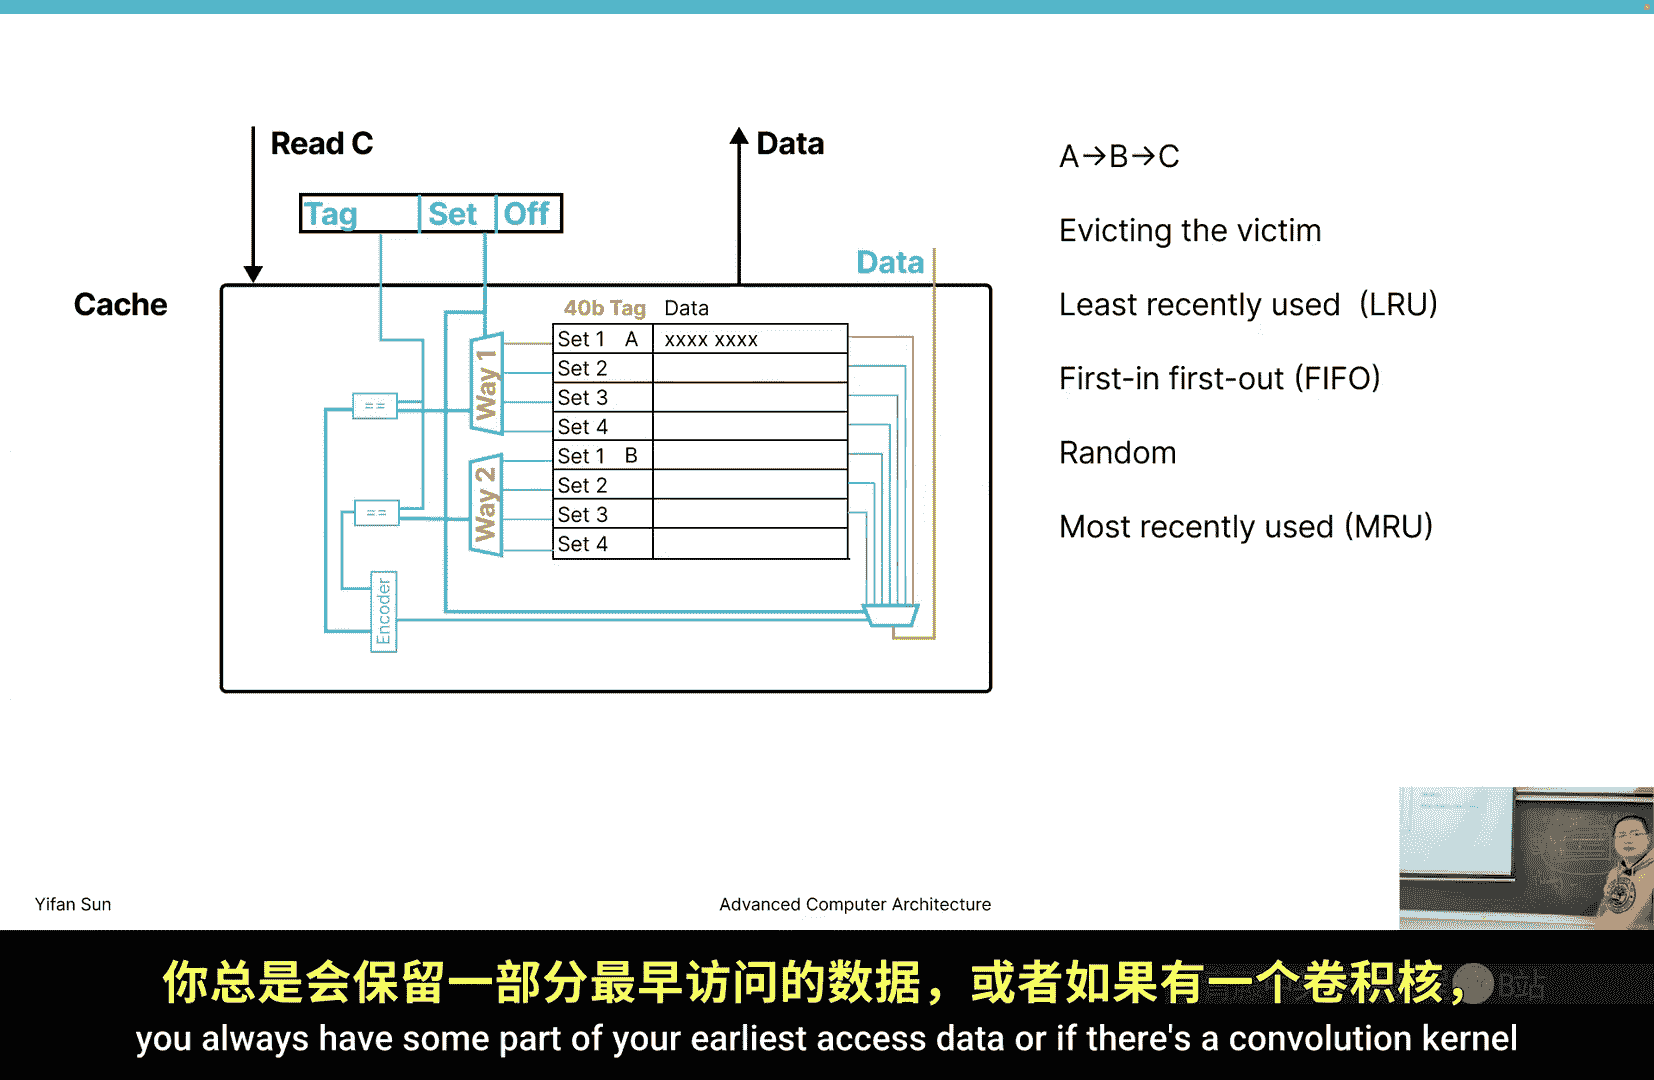 Read C
Data
A→B→C
Tag Set Off
Evicting the victim
Data
Cache
40b Tag Data
Least recently used (LRU)
Set 1 A xxxx xxxx
Set 2
Way 1
First-in first-out (FIFO)
Set 3
==
Set 4
Set 1 B
Random
Set 2
Way 2
==
Set 3
Most recently used (MRU)
Set 4
Encoder
Yifan Sun
Advanced Computer Architecture
你总是会保留一部分最早访问的数据，或者如果有一个卷积核，
B站
you always have some part of your earliest access data or if there's a convolution kernel